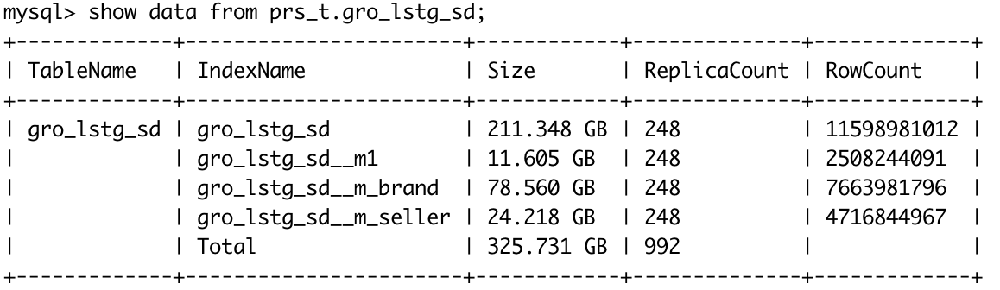 mysql> show data from prs_t.gro_lstg_sd;
+-------------+-----------------------+------------+--------------+-------------+
| TableName | IndexName | Size | ReplicaCount | RowCount |
+-------------+-----------------------+------------+--------------+-------------+
| gro_lstg_sd | gro_lstg_sd | 211.348 GB | 248 | 11598981012 |
| | gro_lstg_sd__m1 | 11.605 GB | 248 | 2508244091 |
| | gro_lstg_sd__m_brand | 78.560 GB | 248 | 7663981796 |
| | gro_lstg_sd__m_seller | 24.218 GB | 248 | 4716844967 |
| | Total | 325.731 GB | 992 | |
+-------------+-----------------------+------------+--------------+-------------+